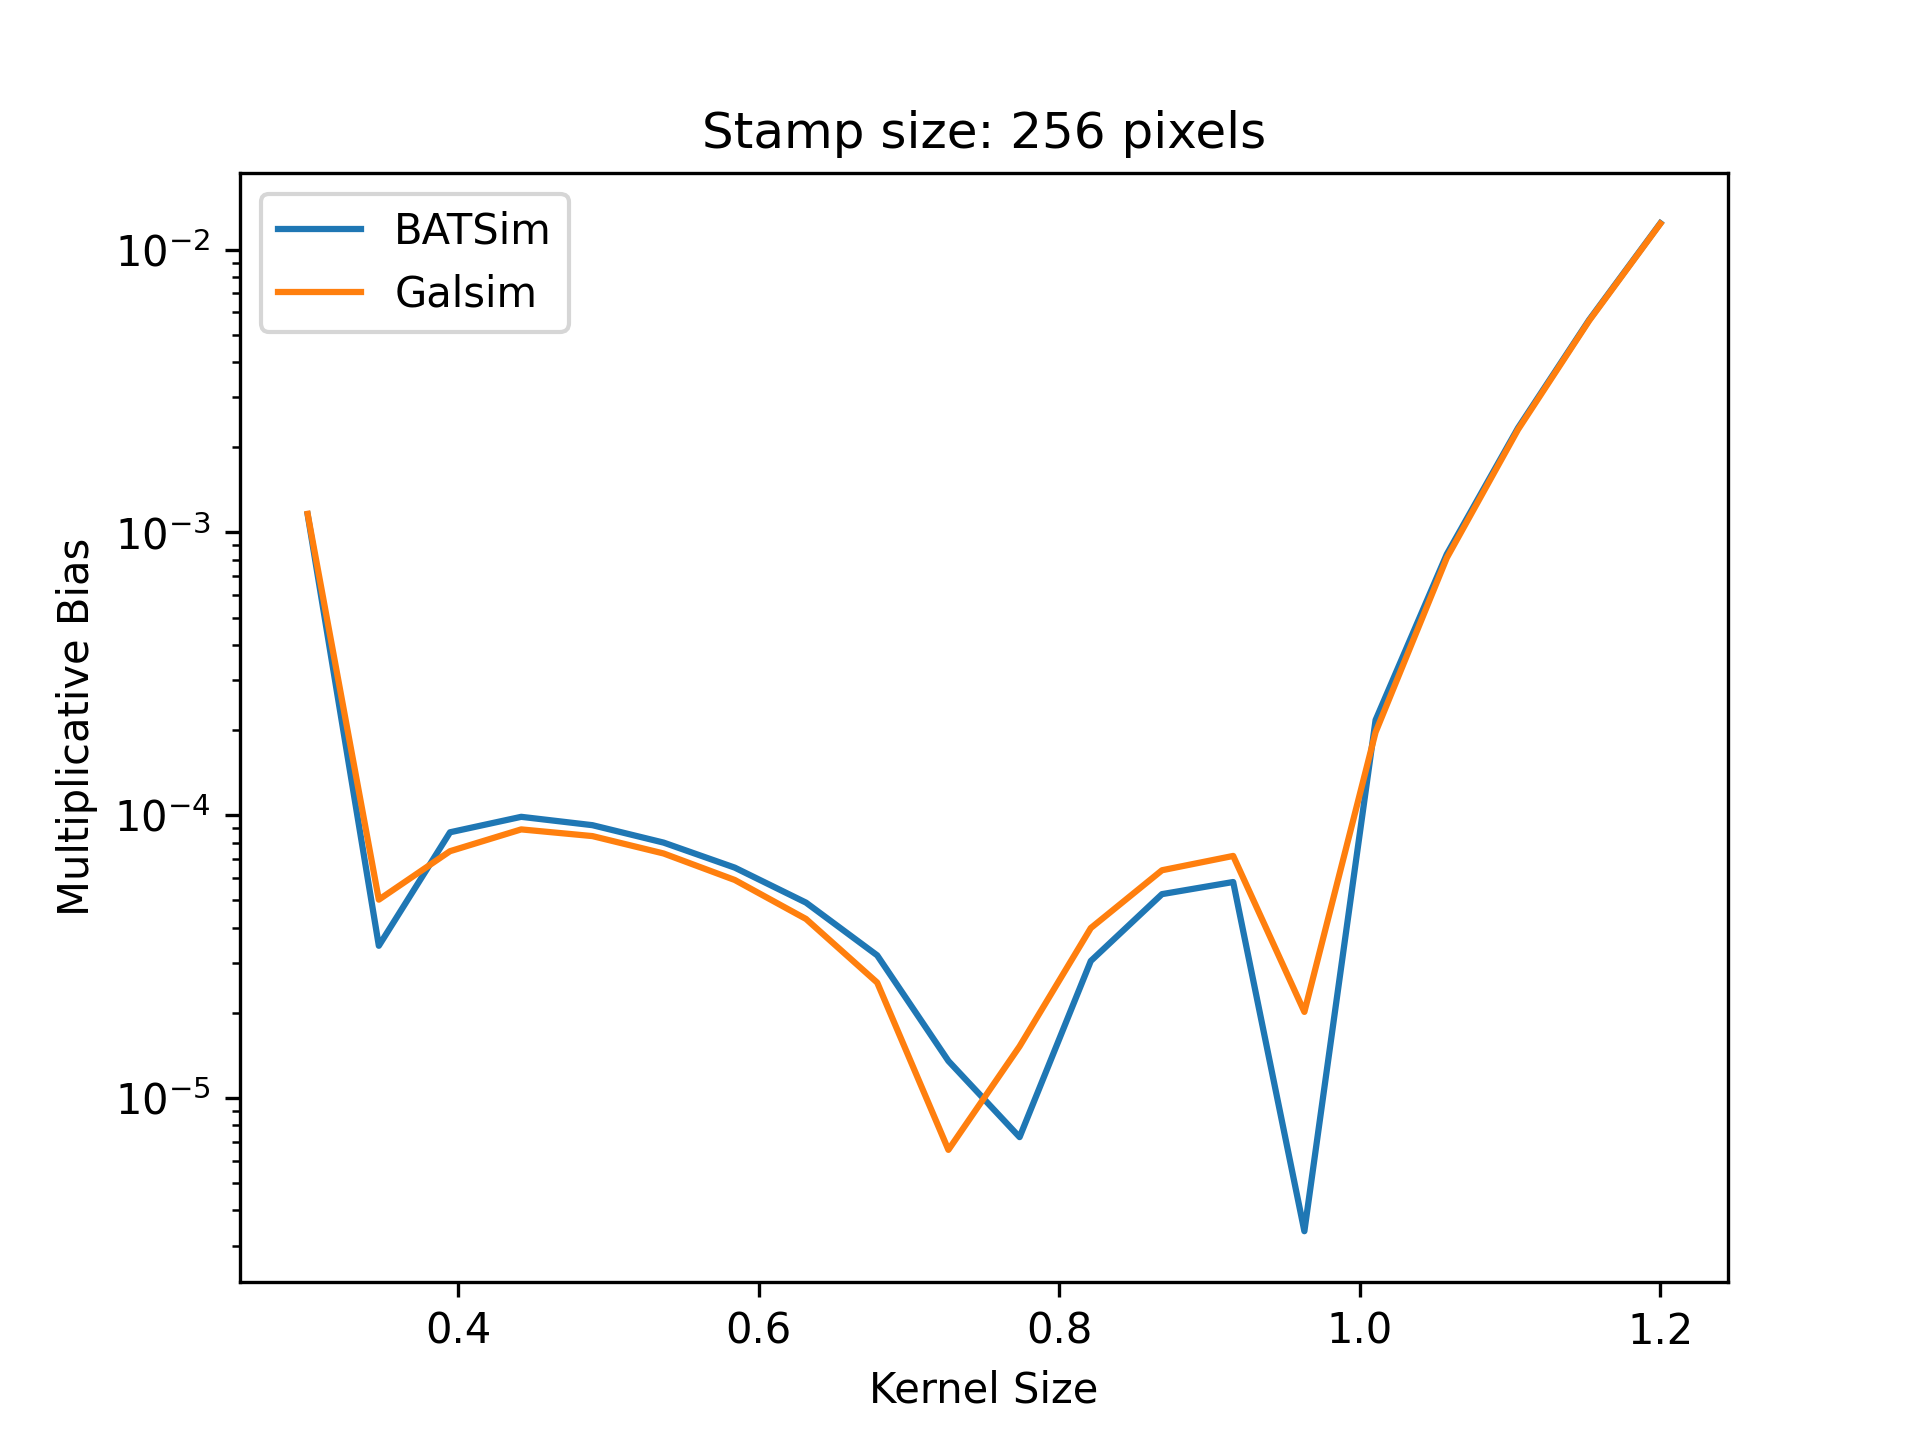 Stamp size: 256 pixels
BATSim
Galsim
10⁻²
10⁻³
10⁻⁴
10⁻⁵
Multiplicative Bias
0.4 0.6 0.8 1.0 1.2
Kernel Size